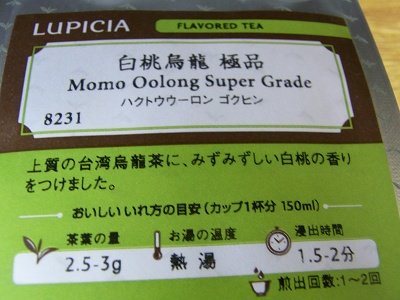 LUPICIA FLAVORED TEA
白桃烏龍 極品
Momo Oolong Super Grade
ハクトウウーロン ゴクヒン
8231
上質の台湾烏龍茶に、みずみずしい白桃の香り
をつけました。
おいしいいれ方の目安(カップ1杯分 150ml)
茶葉の量 お湯の温度 浸出時間
2.5-3g 熱湯 1.5-2分
煎出回数:1〜2回